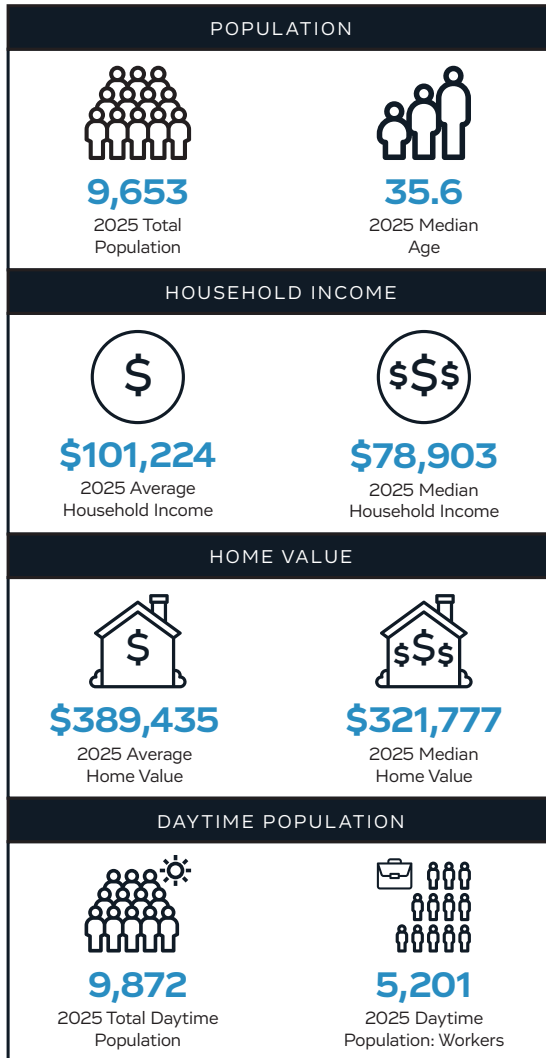 POPULATION
9,653
2025 Total
Population
35.6
2025 Median
Age
HOUSEHOLD INCOME
$
$101,224
2025 Average
Household Income
$$$
$78,903
2025 Median
Household Income
HOME VALUE
$
$389,435
2025 Average
Home Value
$$$
$321,777
2025 Median
Home Value
DAYTIME POPULATION
9,872
2025 Total Daytime
Population
5,201
2025 Daytime
Population: Workers